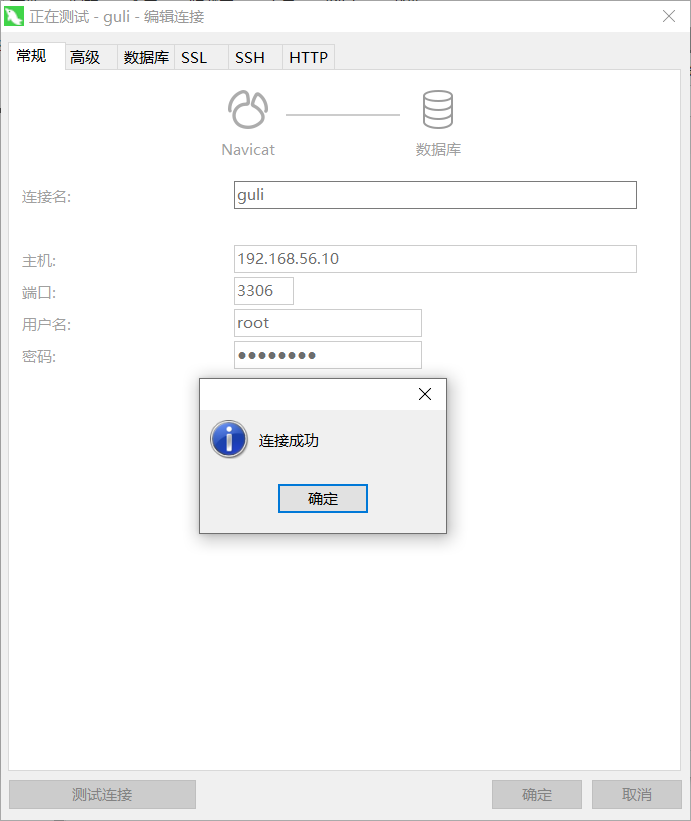 正在测试 - guli - 编辑连接
常规 高级 数据库 SSL SSH HTTP
Navicat 数据库
连接名: guli
主机: 192.168.56.10
端口: 3306
用户名: root
密码: ●●●●●●●●
连接成功
确定
测试连接 确定 取消